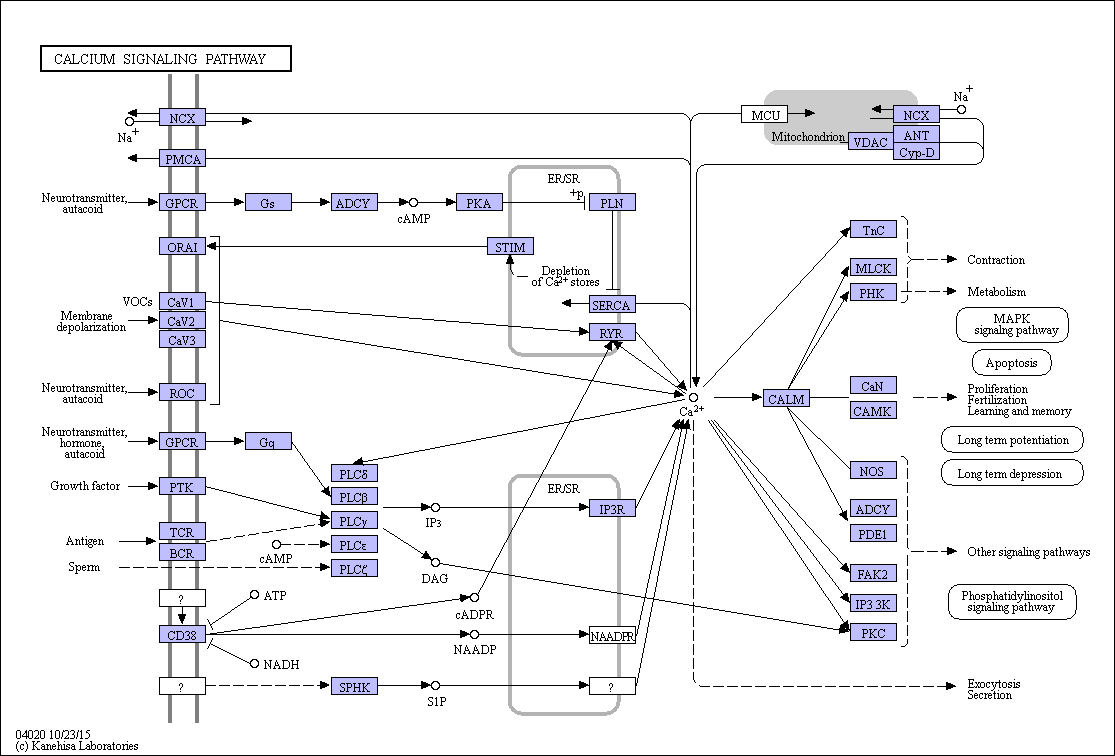 CALCIUM SIGNALING PATHWAY
NCX
Na+
PMCA
MCU
Mitochondrion
NCX
Na+
VDAC
ANT
Cyp-D
Neurotransmitter,
autacoid
GPCR
Gs
ADCY
cAMP
PKA
ER/SR
+p
PLN
ORAI
STIM
Depletion
of Ca2+ stores
SERCA
RYR
VOCs
CaV1
Membrane
depolarization
CaV2
CaV3
Neurotransmitter,
autacoid
ROC
Ca2+
CALM
TnC
MLCK
PHK
Contraction
Metabolism
MAPK
signalng pathway
Apoptosis
CaN
CAMK
Proliferation
Fertilization
Learning and memory
Long term potentiation
Long term depression
Neurotransmitter,
hormone,
autacoid
GPCR
Gq
Growth factor
PTK
Antigen
TCR
BCR
Sperm
PLCδ
PLCβ
PLCγ
PLCε
PLCζ
cAMP
IP3
DAG
ER/SR
IP3R
NOS
ADCY
PDE1
FAK2
IP3 3K
PKC
Other signaling pathways
Phosphatidylinositol
signaling pathway
?
ATP
CD38
NADH
cADPR
NAADP
NAADPR
?
SPHK
S1P
?
Exocytosis
Secretion
04020 10/23/15
(c) Kanehisa Laboratories